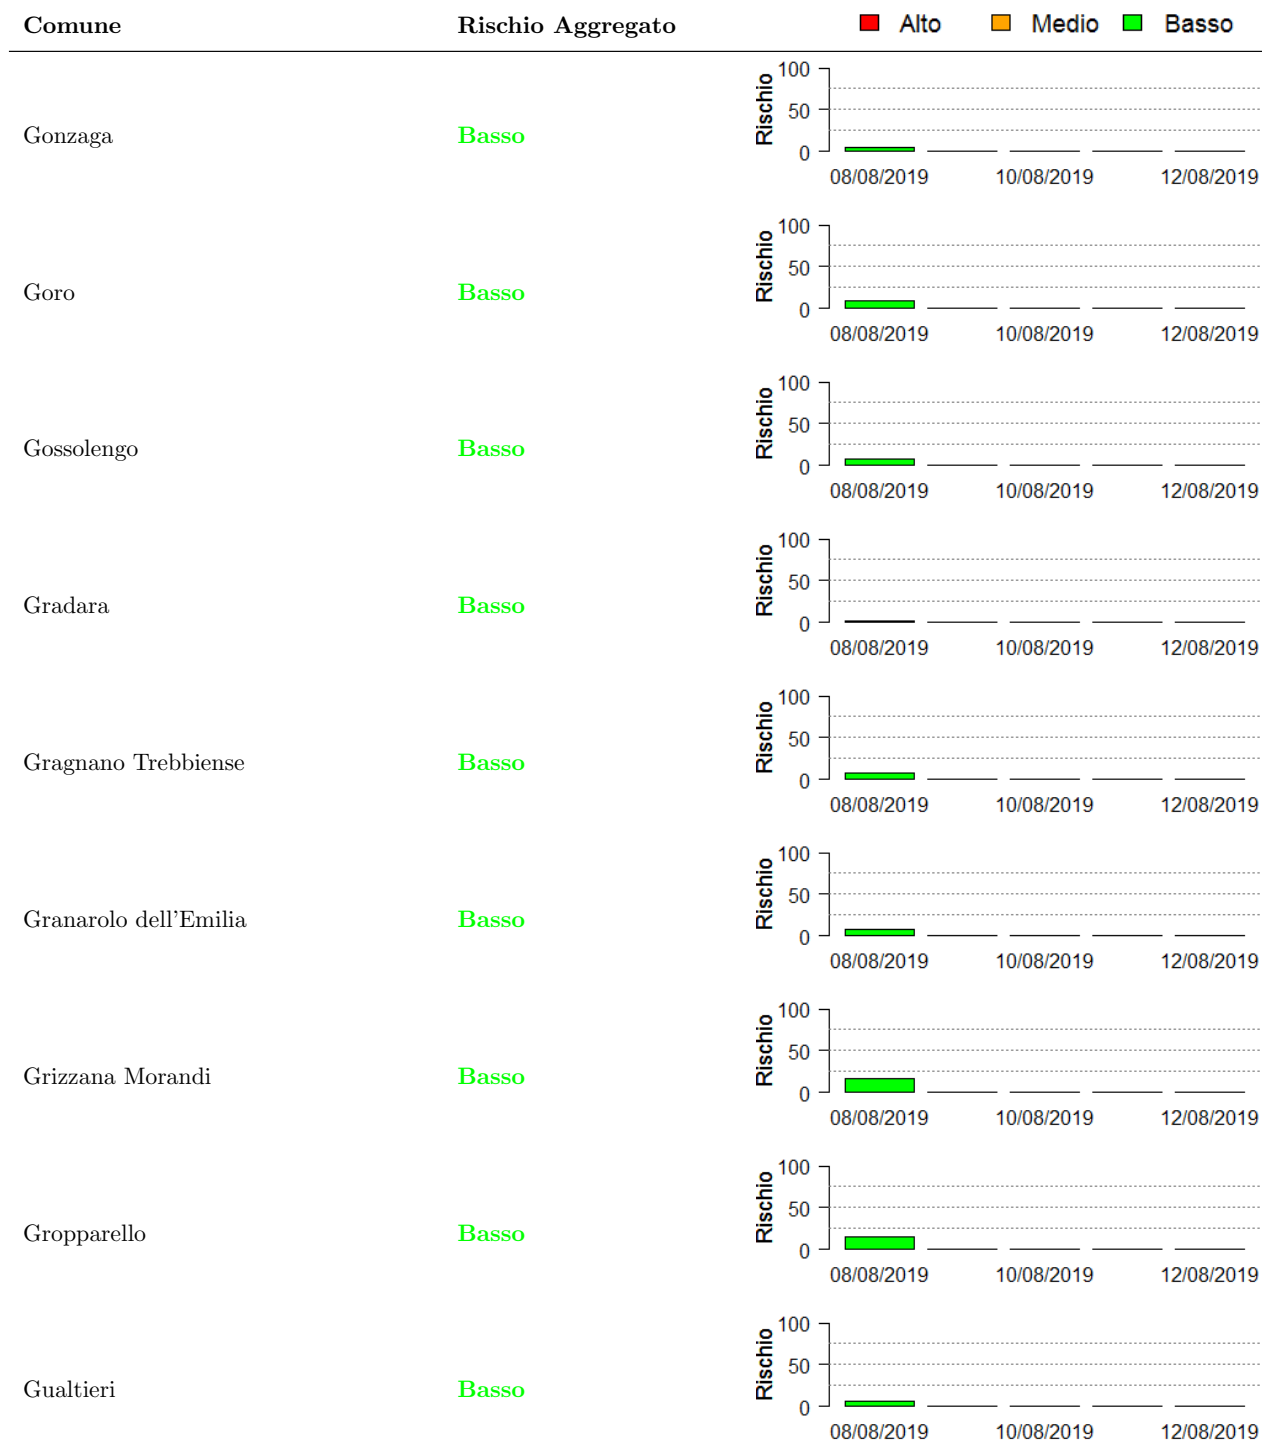 Comune Rischio Aggregato Alto Medio Basso
100
50
0
Rischio
Gonzaga Basso
08/08/2019 10/08/2019 12/08/2019
100
50
0
Rischio
Goro Basso
08/08/2019 10/08/2019 12/08/2019
100
50
0
Rischio
Gossolengo Basso
08/08/2019 10/08/2019 12/08/2019
100
50
0
Rischio
Gradara Basso
08/08/2019 10/08/2019 12/08/2019
100
50
0
Rischio
Gragnano Trebbiense Basso
08/08/2019 10/08/2019 12/08/2019
100
50
0
Rischio
Granarolo dell'Emilia Basso
08/08/2019 10/08/2019 12/08/2019
100
50
0
Rischio
Grizzana Morandi Basso
08/08/2019 10/08/2019 12/08/2019
100
50
0
Rischio
Gropparello Basso
08/08/2019 10/08/2019 12/08/2019
100
50
0
Rischio
Gualtieri Basso
08/08/2019 10/08/2019 12/08/2019